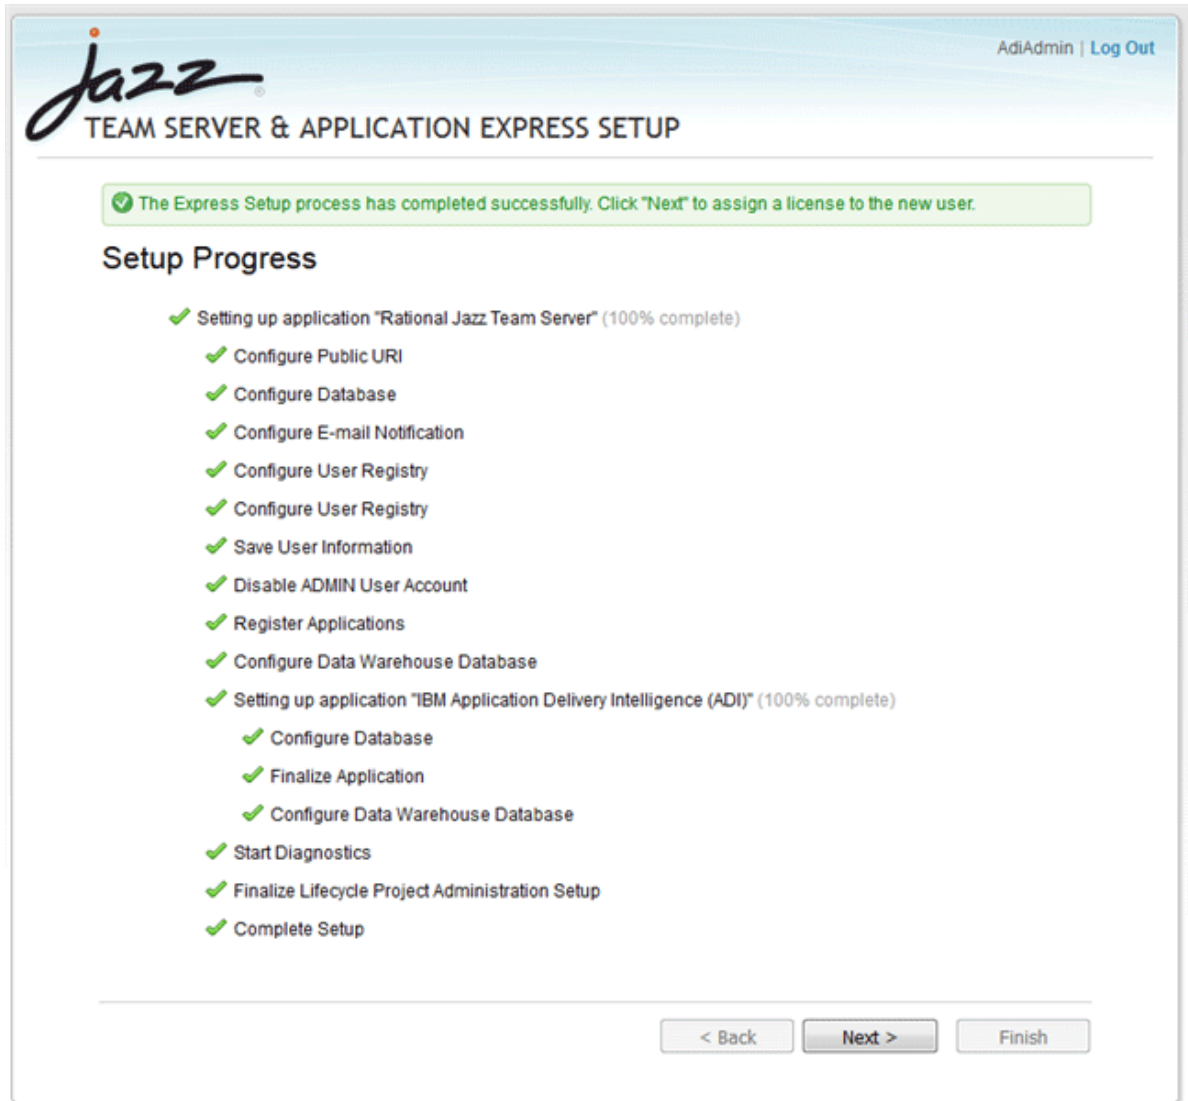 jazz
AdiAdmin | Log Out
TEAM SERVER & APPLICATION EXPRESS SETUP
The Express Setup process has completed successfully. Click "Next" to assign a license to the new user.
Setup Progress
Setting up application "Rational Jazz Team Server" (100% complete)
Configure Public URI
Configure Database
Configure E-mail Notification
Configure User Registry
Configure User Registry
Save User Information
Disable ADMIN User Account
Register Applications
Configure Data Warehouse Database
Setting up application "IBM Application Delivery Intelligence (ADI)" (100% complete)
Configure Database
Finalize Application
Configure Data Warehouse Database
Start Diagnostics
Finalize Lifecycle Project Administration Setup
Complete Setup
< Back Next > Finish